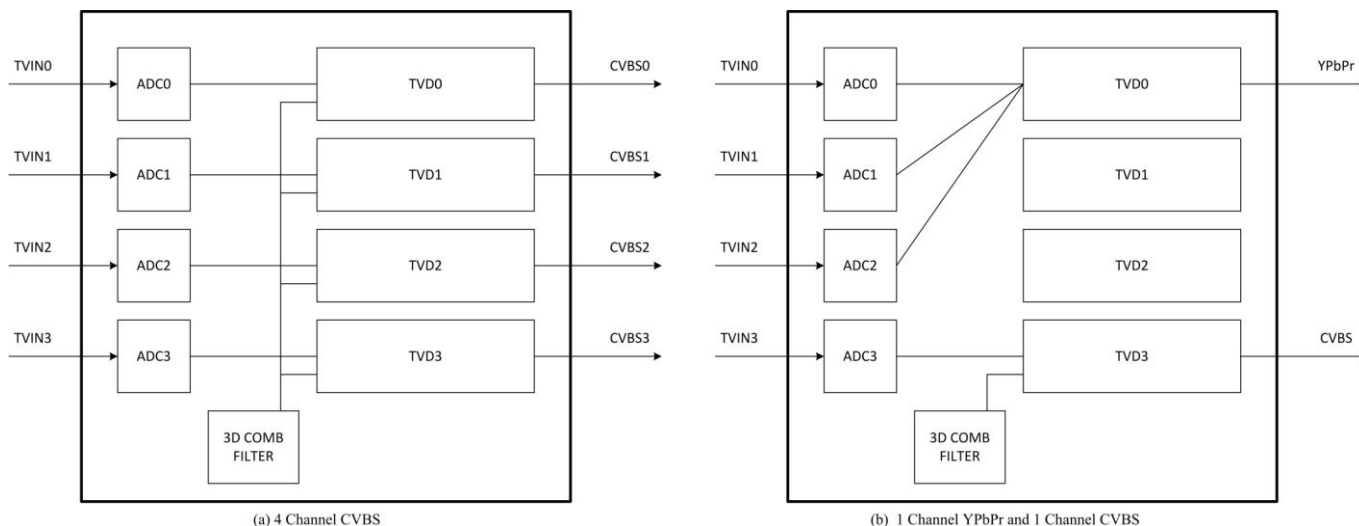 TVIN0
ADC0
TVD0
CVBS0
TVIN1
ADC1
TVD1
CVBS1
TVIN2
ADC2
TVD2
CVBS2
TVIN3
ADC3
TVD3
CVBS3
3D COMB
FILTER
(a) 4 Channel CVBS
TVIN0
ADC0
TVD0
YPbPr
TVIN1
ADC1
TVD1
TVIN2
ADC2
TVD2
TVIN3
ADC3
TVD3
CVBS
3D COMB
FILTER
(b) 1 Channel YPbPr and 1 Channel CVBS